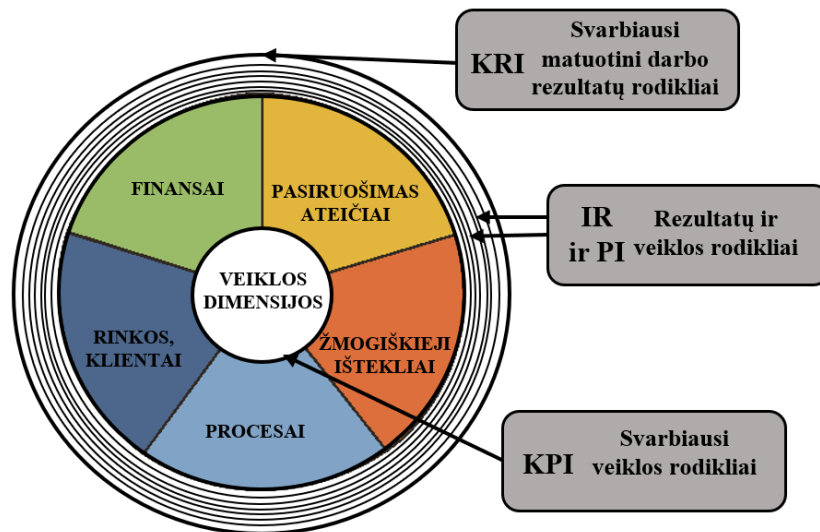 KRI
Svarbiausi
matuotini darbo
rezultatų rodikliai
FINANSAI
PASIRUOŠIMAS
ATEIČIAI
IR
ir PI
Rezultatų ir
veiklos rodikliai
VEIKLOS
DIMENSIJOS
RINKOS,
KLIENTAI
ŽMOGIŠKIEJI
IŠTEKLIAI
PROCESAI
KPI
Svarbiausi
veiklos rodikliai